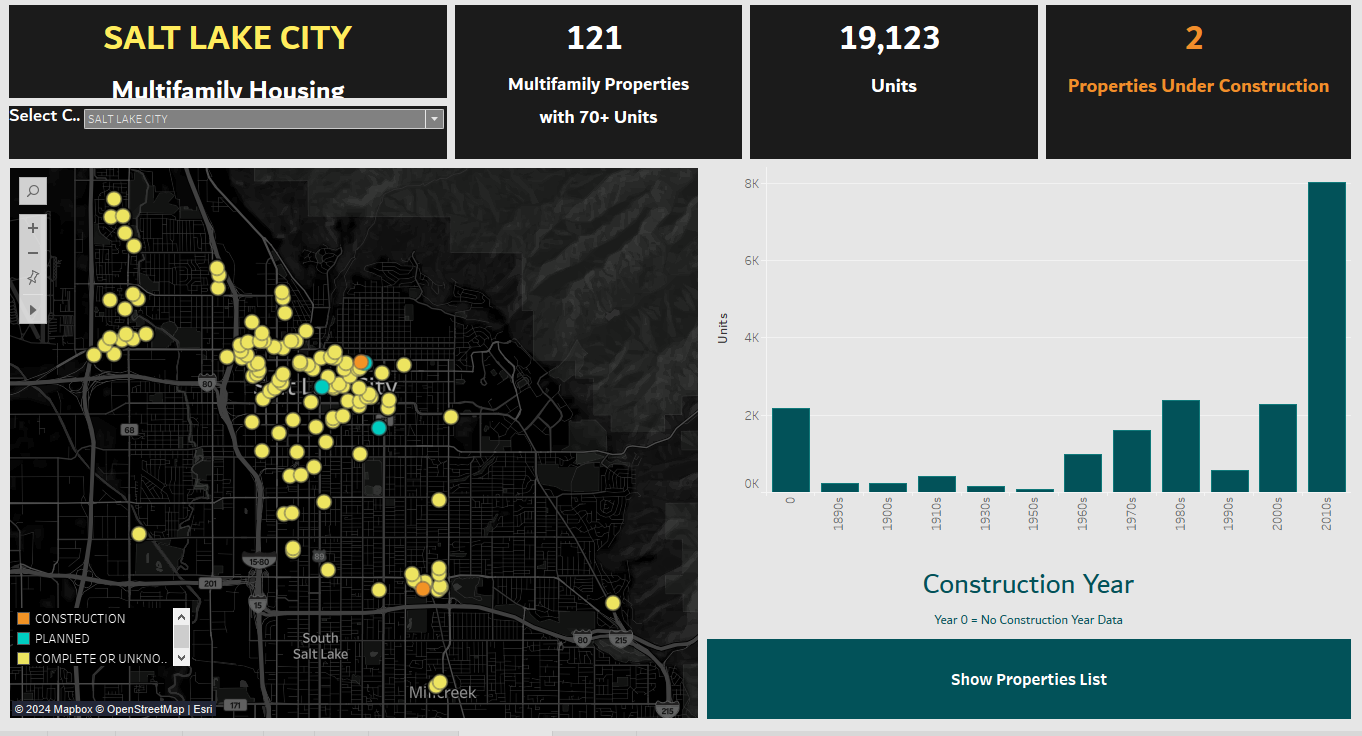 SALT LAKE CITY
Multifamily Housing
Select C..
SALT LAKE CITY
121
Multifamily Properties
with 70+ Units
19,123
Units
2
Properties Under Construction
80
68
Salt Lake City
15-80
89
201
15
80
215
South
Salt Lake
Millcreek
171
215
CONSTRUCTION
PLANNED
COMPLETE OR UNKNO..
© 2024 Mapbox © OpenStreetMap | Esri
8K
6K
4K
2K
0K
Units
0
1890s
1900s
1910s
1930s
1950s
1960s
1970s
1980s
1990s
2000s
2010s
Construction Year
Year 0 = No Construction Year Data
Show Properties List